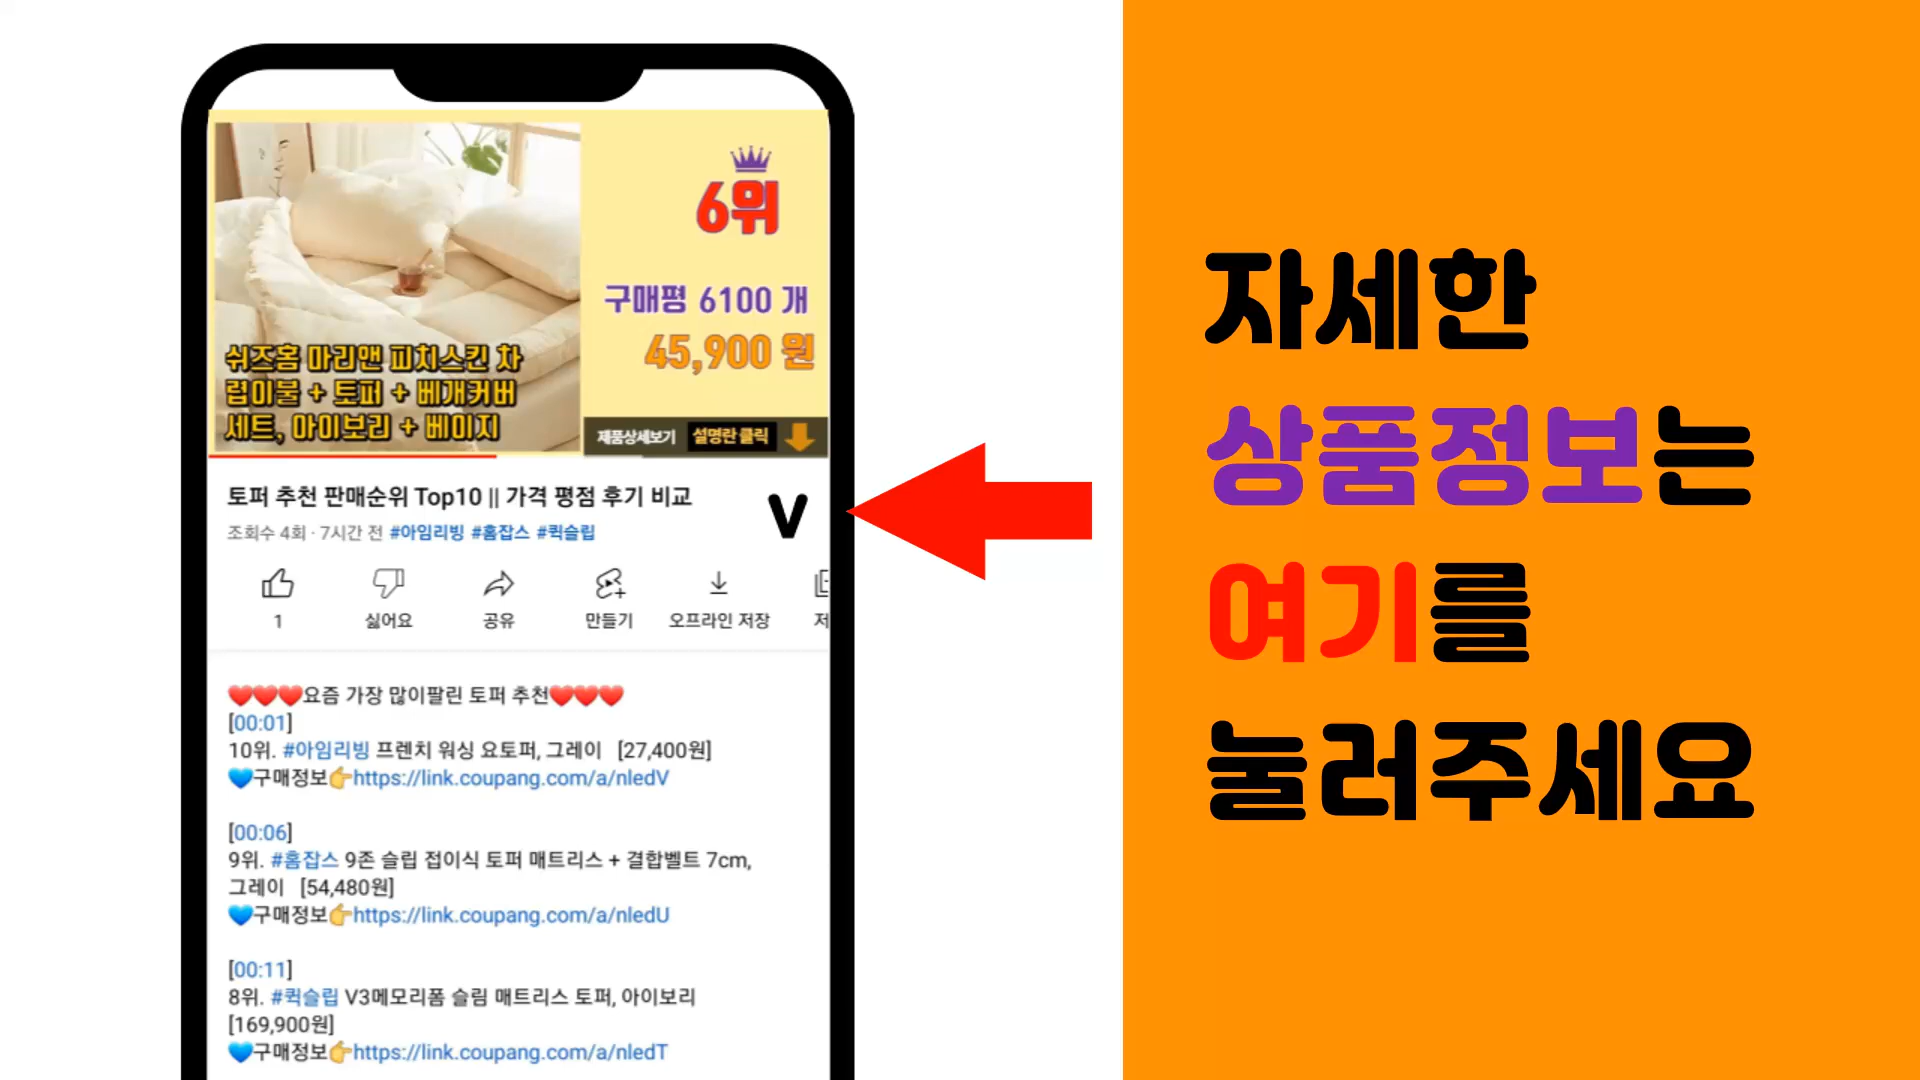 6위
구매평 6100 개
45,900 원
쉬즈홈 마리앤 피치스킨 차
렵이불 + 토퍼 + 베개커버
세트, 아이보리 + 베이지
제품상세보기 설명란 클릭
토퍼 추천 판매순위 Top10 || 가격 평점 후기 비교
V
조회수 4회 · 7시간 전 #아임리빙 #홈잡스 #퀵슬립
1 싫어요 공유 만들기 오프라인 저장 저
❤️❤️❤️요즘 가장 많이팔린 토퍼 추천❤️❤️❤️
[00:01]
10위. #아임리빙 프렌치 워싱 요토퍼, 그레이 [27,400원]
💙구매정보👉https://link.coupang.com/a/nledV
[00:06]
9위. #홈잡스 9존 슬립 접이식 토퍼 매트리스 + 결합벨트 7cm,
그레이 [54,480원]
💙구매정보👉https://link.coupang.com/a/nledU
[00:11]
8위. #퀵슬립 V3메모리폼 슬림 매트리스 토퍼, 아이보리
[169,900원]
💙구매정보👉https://link.coupang.com/a/nledT
자세한
상품정보는
여기를
눌러주세요